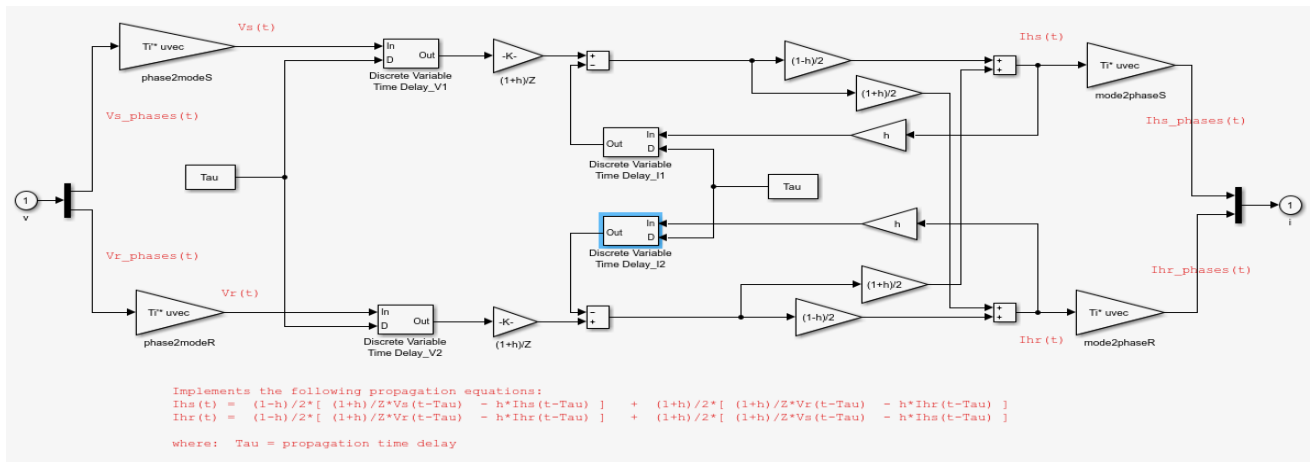 Vs(t)
Ti'* uvec
phase2modeS
In
D
Out
Discrete Variable
Time Delay_V1
-K-
(1+h)/Z
+
−
(1-h)/2
(1+h)/2
Ihs(t)
+
+
Ti* uvec
mode2phaseS
Vs_phases(t)
Ihs_phases(t)
h
In
D
Out
Discrete Variable
Time Delay_I1
Tau
Tau
1
v
1
i
In
D
Out
Discrete Variable
Time Delay_I2
h
Vr_phases(t)
Ihr_phases(t)
Vr(t)
Ti'* uvec
phase2modeR
In
D
Out
Discrete Variable
Time Delay_V2
-K-
(1+h)/Z
−
+
(1+h)/2
(1-h)/2
+
+
Ti* uvec
mode2phaseR
Ihr(t)
Implements the following propagation equations:
Ihs(t) = (1-h)/2*[ (1+h)/Z*Vs(t-Tau) - h*Ihs(t-Tau) ] + (1+h)/2*[ (1+h)/Z*Vr(t-Tau) - h*Ihr(t-Tau) ]
Ihr(t) = (1-h)/2*[ (1+h)/Z*Vr(t-Tau) - h*Ihr(t-Tau) ] + (1+h)/2*[ (1+h)/Z*Vs(t-Tau) - h*Ihs(t-Tau) ]
where: Tau = propagation time delay